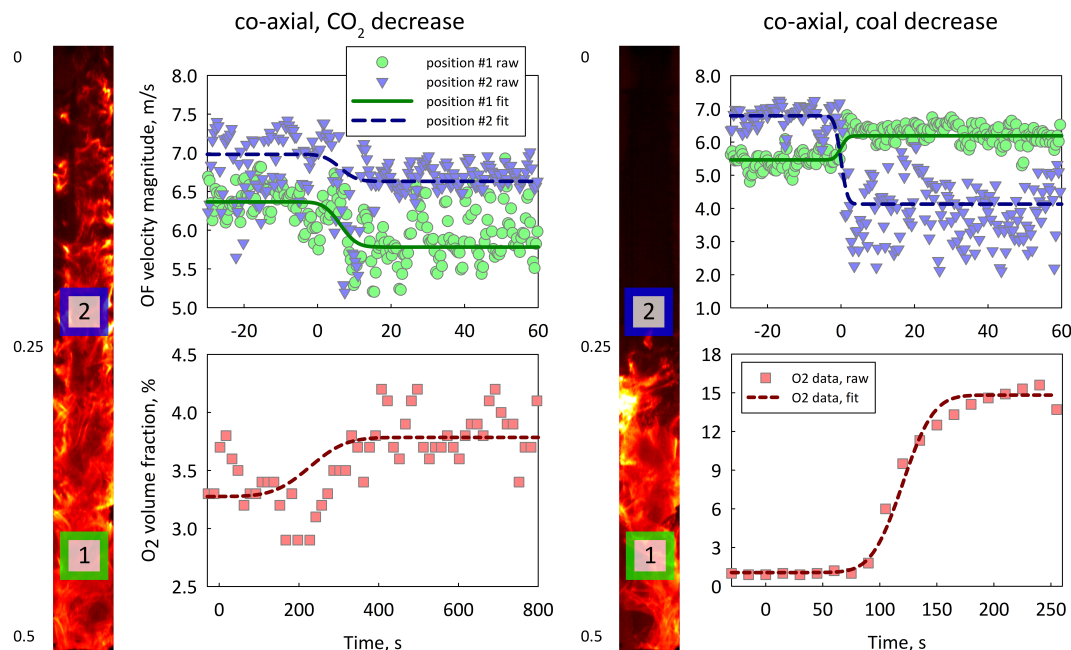 co-axial, CO2 decrease
co-axial, coal decrease
0
0.25
0.5
2
1
OF velocity magnitude, m/s
8.0
7.5
7.0
6.5
6.0
5.5
5.0
-20 0 20 40 60
position #1 raw
position #2 raw
position #1 fit
position #2 fit
O2 volume fraction, %
4.5
4.0
3.5
3.0
2.5
0 200 400 600 800
Time, s
0
0.25
0.5
2
1
8.0
7.0
6.0
5.0
4.0
3.0
2.0
1.0
-20 0 20 40 60
18
15
12
9
6
3
0
O2 data, raw
O2 data, fit
0 50 100 150 200 250
Time, s